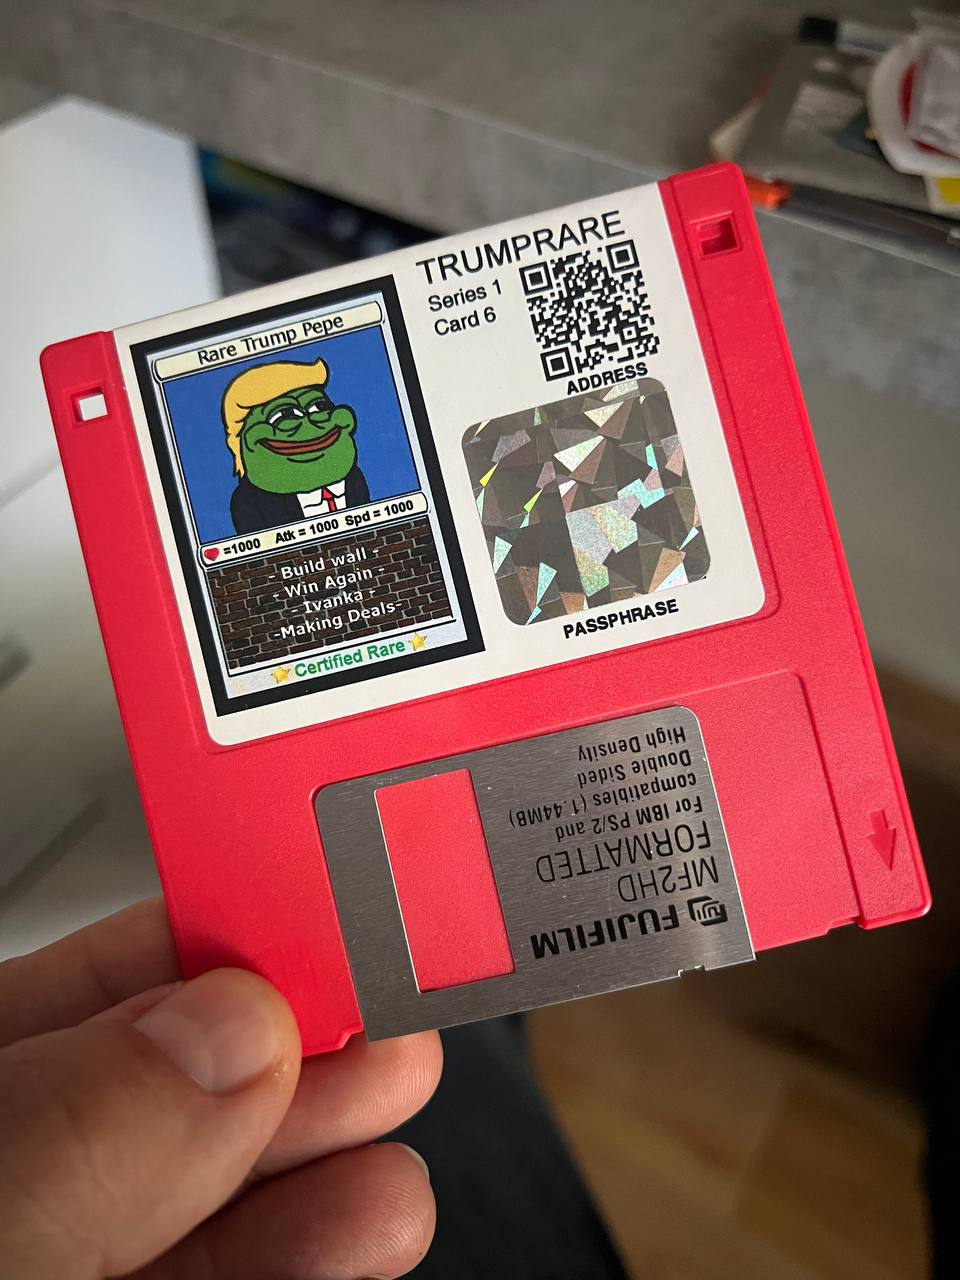 TRUMPRARE
Series 1
Card 6
ADDRESS
PASSPHRASE
Rare Trump Pepe
=1000 Atk = 1000 Spd = 1000
- Build wall -
- Win Again -
- Ivanka -
-Making Deals-
Certified Rare
FUJIFILM
MF2HD
FORMATTED
For IBM PS/2 and
compatibles (1.44MB)
Double Sided
High Density